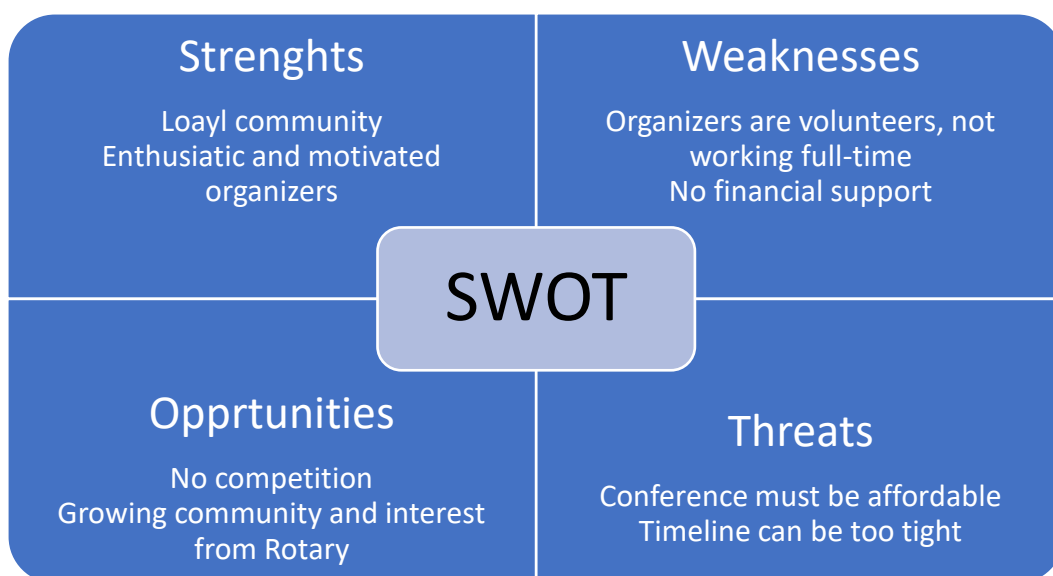 Strenghts
Loayl community
Enthusiatic and motivated
organizers
Weaknesses
Organizers are volunteers, not
working full-time
No financial support
SWOT
Opprtunities
No competition
Growing community and interest
from Rotary
Threats
Conference must be affordable
Timeline can be too tight